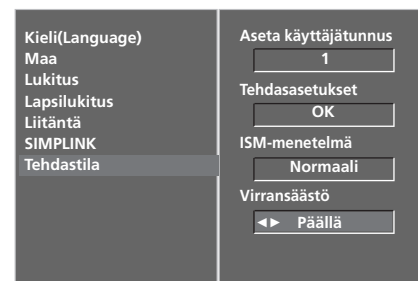 Kieli(Language)
Maa
Lukitus
Lapsilukitus
Liitäntä
SIMPLINK
Tehdastila
Aseta käyttäjätunnus
1
Tehdasasetukset
OK
ISM-menetelmä
Normaali
Virransäästö
◄► Päällä